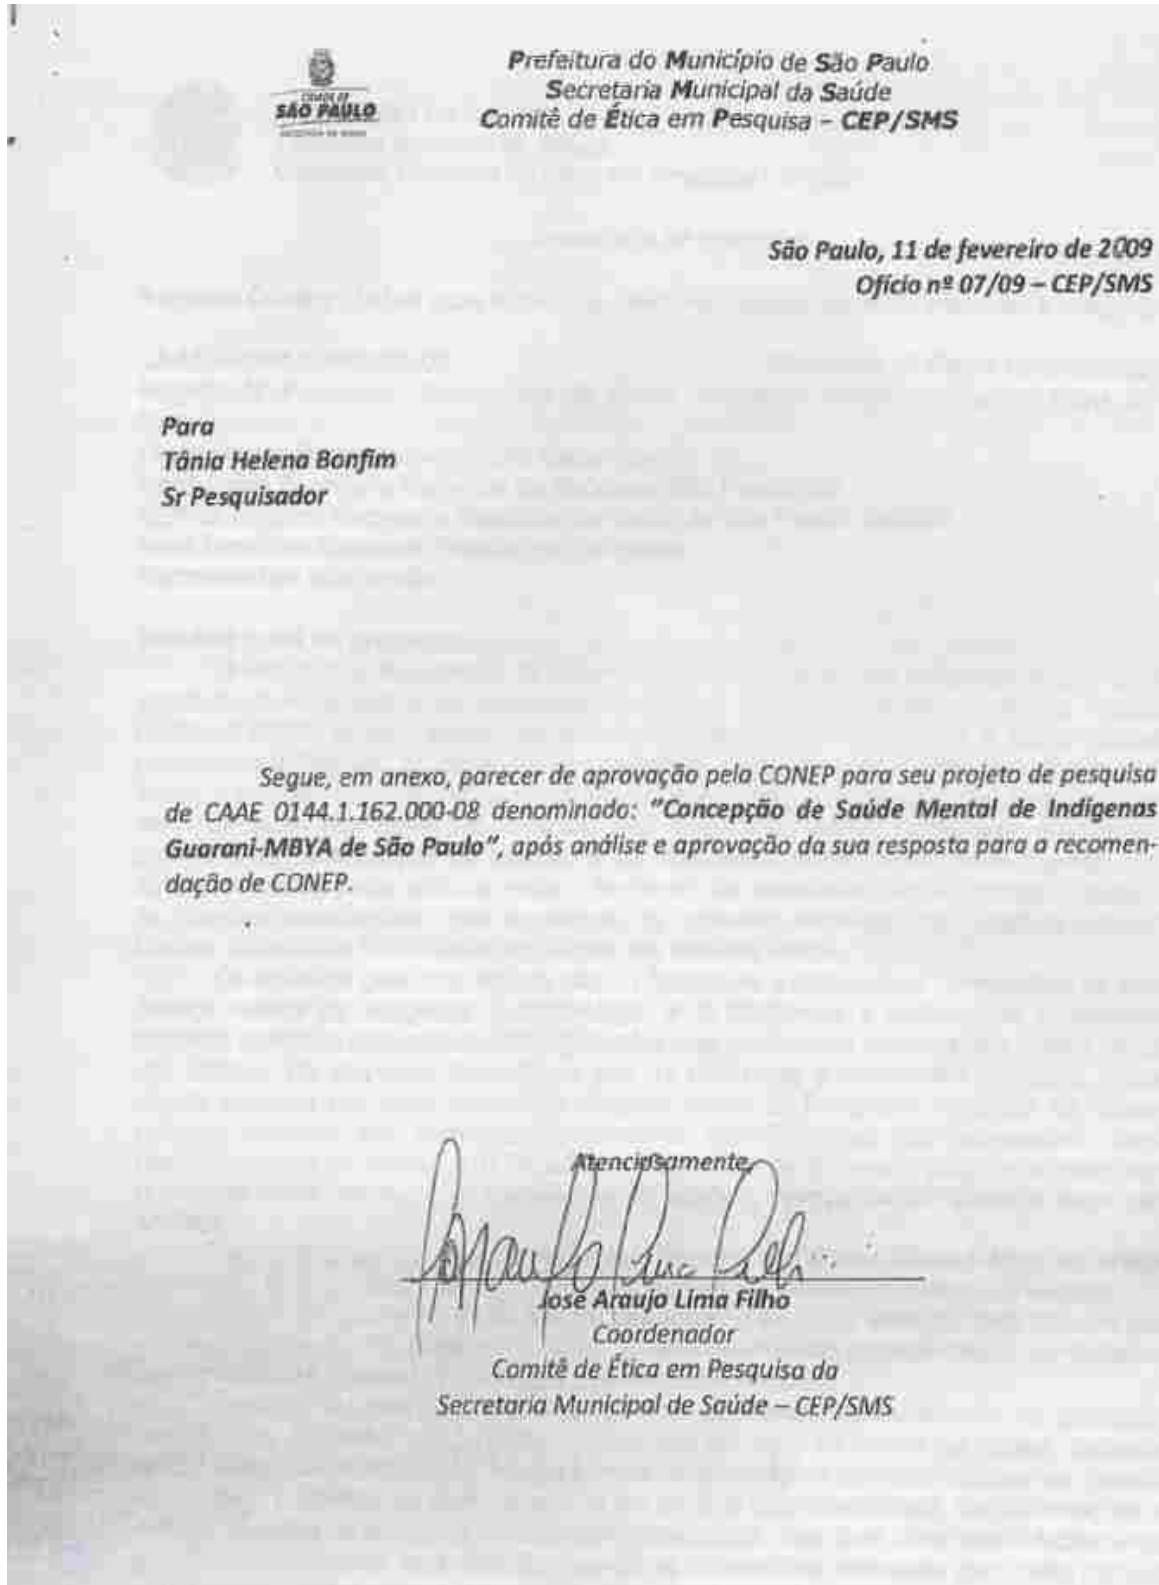 CIDADE DE
SÃO PAULO
Prefeitura do Município de São Paulo
Secretaria Municipal da Saúde
Comitê de Ética em Pesquisa – CEP/SMS
São Paulo, 11 de fevereiro de 2009
Ofício nº 07/09 – CEP/SMS
Para
Tânia Helena Bonfim
Sr Pesquisador
Segue, em anexo, parecer de aprovação pela CONEP para seu projeto de pesquisa
de CAAE 0144.1.162.000-08 denominado: "Concepção de Saúde Mental de Indígenas
Guarani-MBYA de São Paulo", após análise e aprovação da sua resposta para a recomen-
dação de CONEP.
Atenciosamente,
José Araujo Lima Filho
Coordenador
Comitê de Ética em Pesquisa da
Secretaria Municipal de Saúde – CEP/SMS